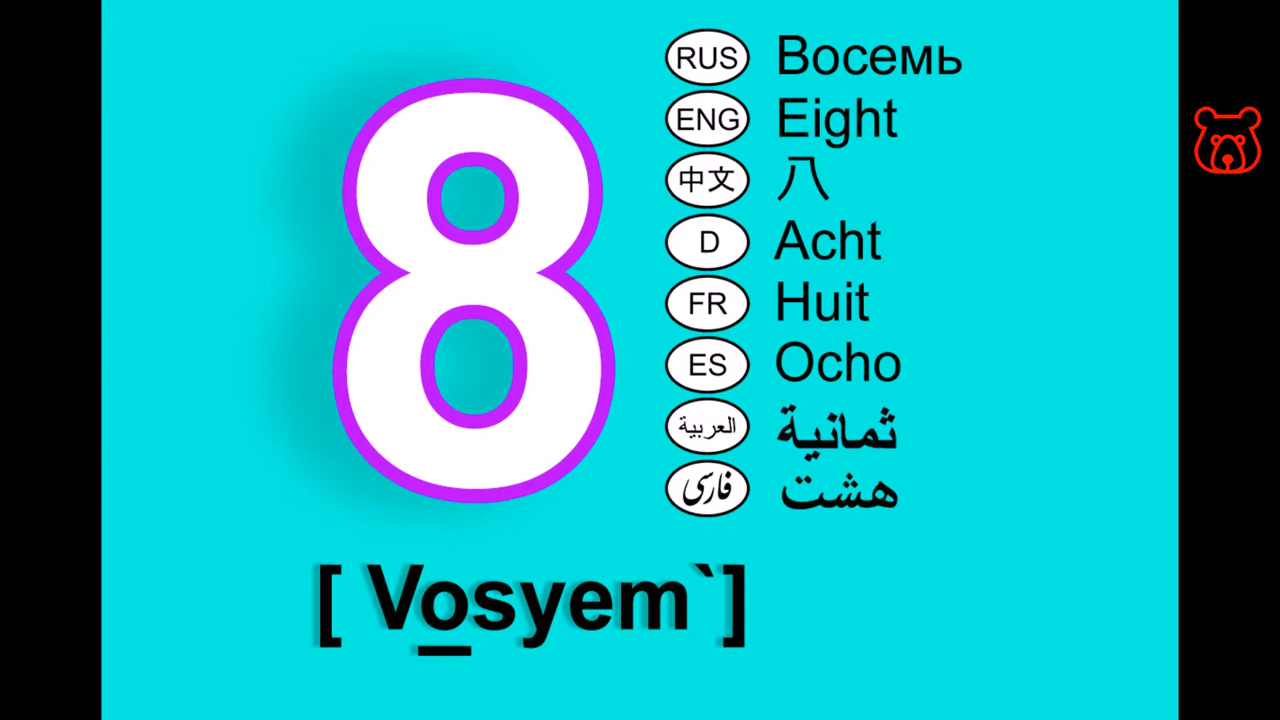 8
RUS Восемь
ENG Eight
中文 八
D Acht
FR Huit
ES Ocho
العربية ثمانية
فارسی هشت
[ Vosyem`]